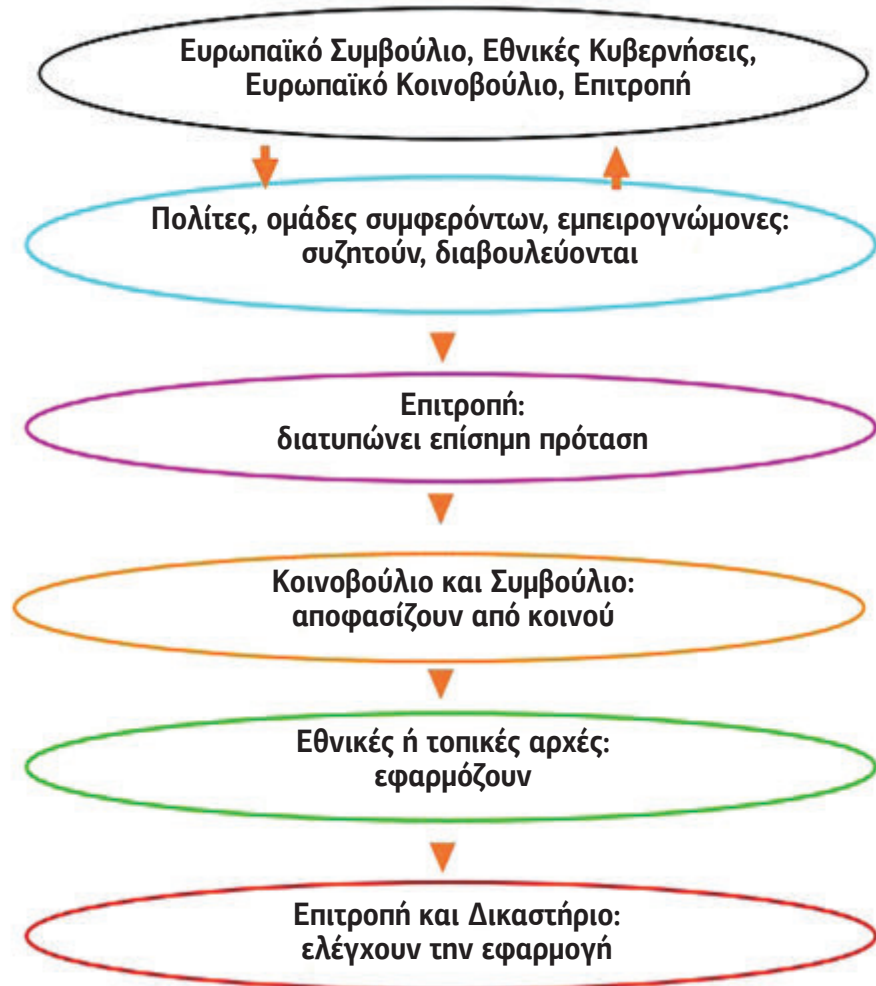 Ευρωπαϊκό Συμβούλιο, Εθνικές Κυβερνήσεις,
Ευρωπαϊκό Κοινοβούλιο, Επιτροπή
Πολίτες, ομάδες συμφερόντων, εμπειρογνώμονες:
συζητούν, διαβουλεύονται
Επιτροπή:
διατυπώνει επίσημη πρόταση
Κοινοβούλιο και Συμβούλιο:
αποφασίζουν από κοινού
Εθνικές ή τοπικές αρχές:
εφαρμόζουν
Επιτροπή και Δικαστήριο:
ελέγχουν την εφαρμογή